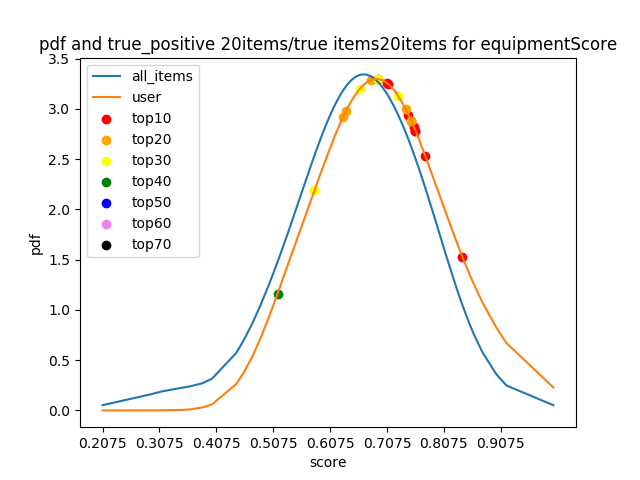 pdf and true_positive 20items/true items20items for equipmentScore
all_items
user
top10
top20
top30
top40
top50
top60
top70
pdf
3.5
3.0
2.5
2.0
1.5
1.0
0.5
0.0
0.2075 0.3075 0.4075 0.5075 0.6075 0.7075 0.8075 0.9075
score